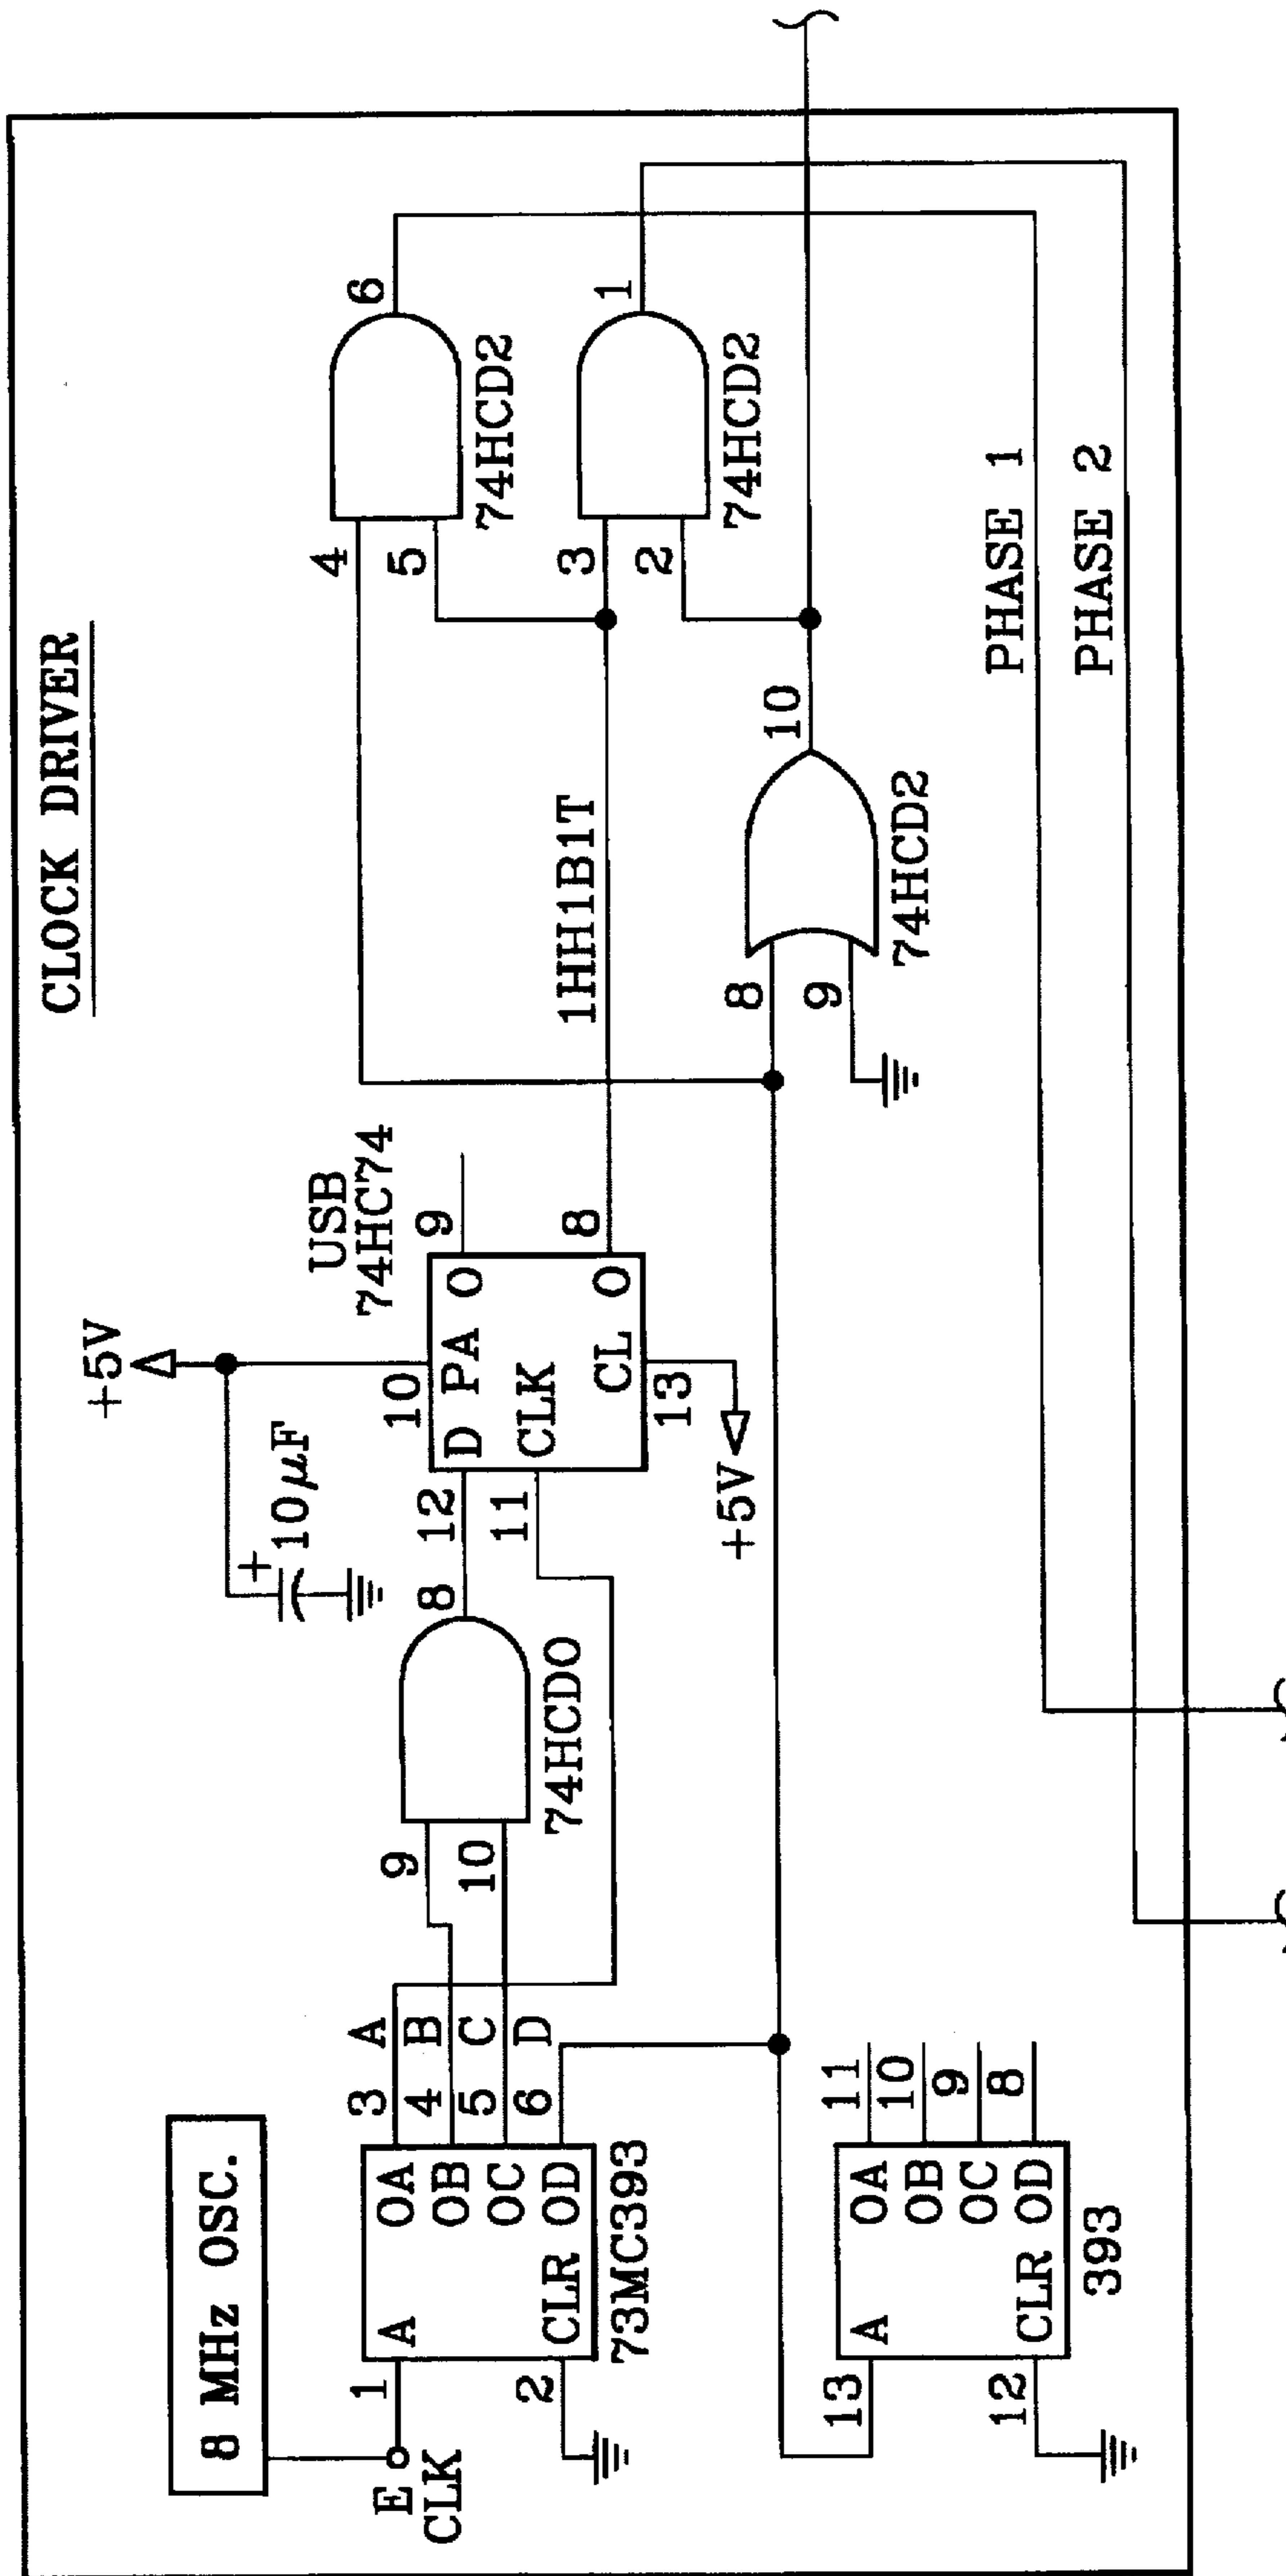 CLOCK DRIVER
8 MHz OSC.
E
CLK
1
2
A
CLR
OA
OB
OC
OD
73MC393
3
4
5
6
A
B
C
D
9
10
8
74HCDO
+5V
+
10µF
12
11
10
13
D
PA
O
CLK
CL
O
USB
74HC74
9
8
+5V
1HH1B1T
4
5
6
74HCD2
3
2
1
74HCD2
8
9
10
74HCD2
13
12
A
CLR
OA
OB
OC
OD
393
11
10
9
8
PHASE 1
PHASE 2